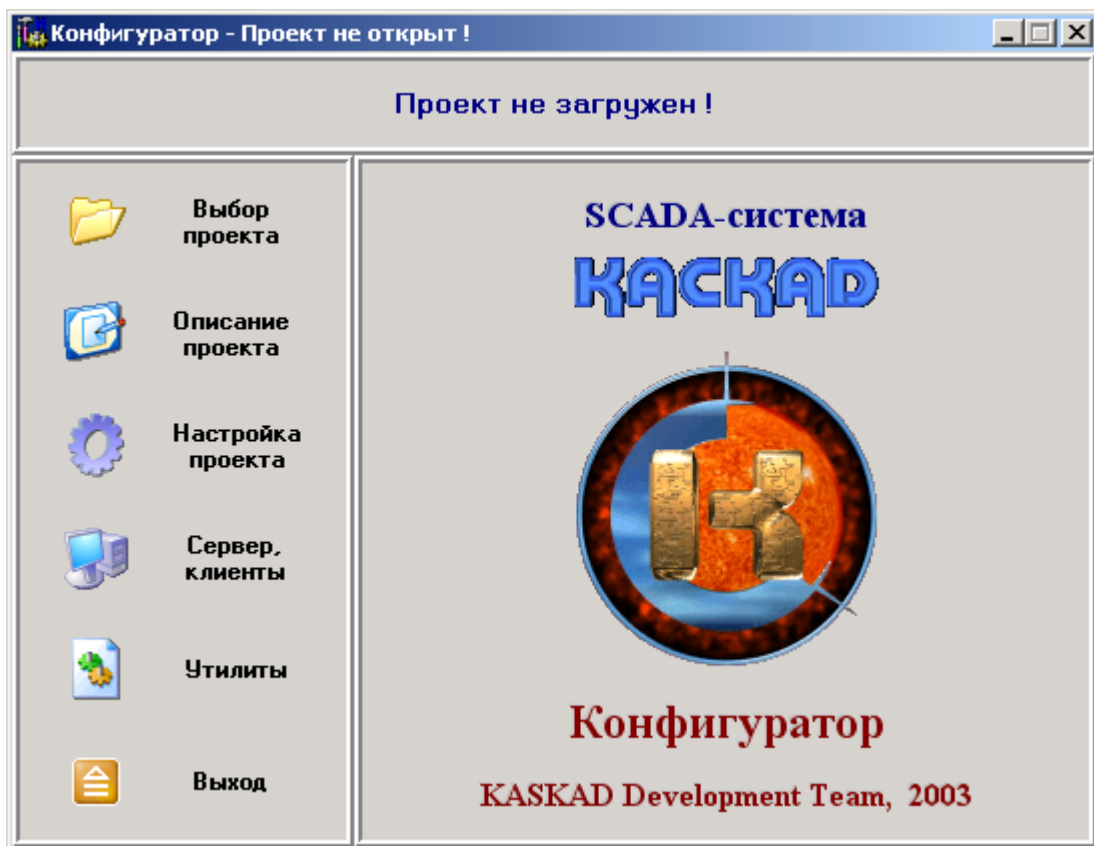 Конфигуратор - Проект не открыт !
Проект не загружен !
Выбор
проекта
Описание
проекта
Настройка
проекта
Сервер,
клиенты
Утилиты
Выход
SCADA-система
КАСКАД
К
Конфигуратор
KASKAD Development Team, 2003